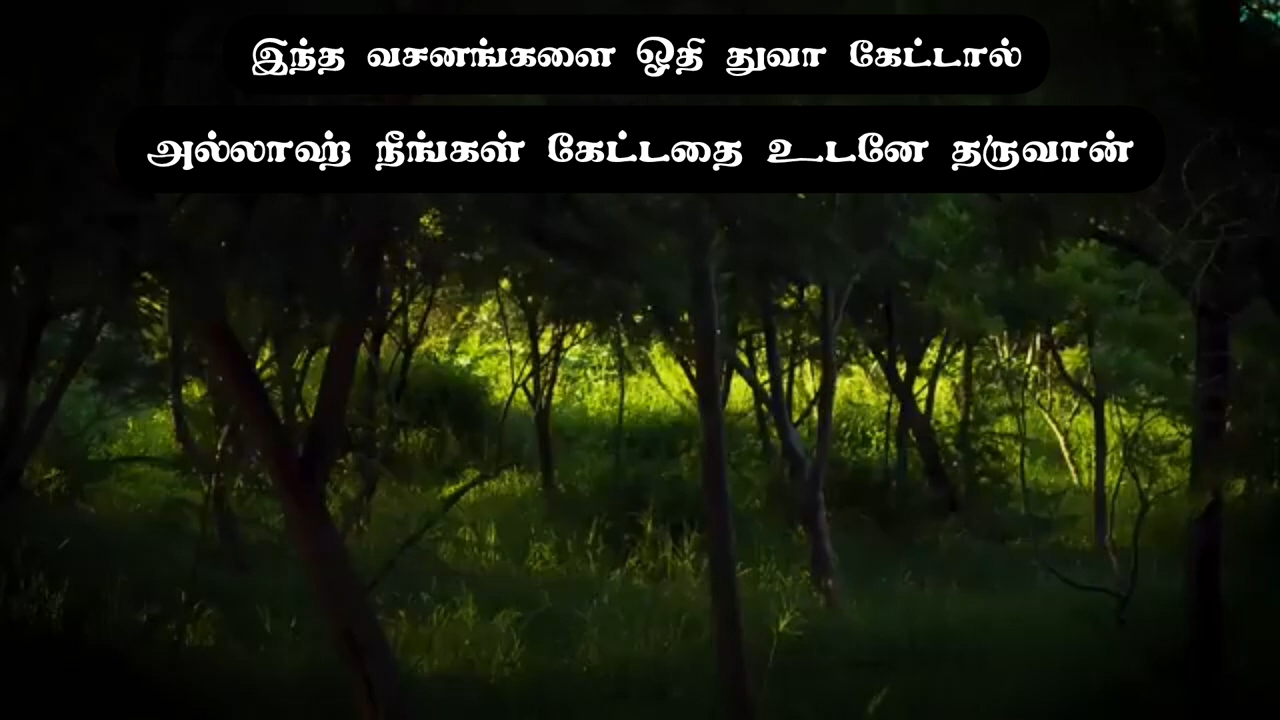 இந்த வசனங்களை ஓதி துவா கேட்டால்
அல்லாஹ் நீங்கள் கேட்டதை உடனே தருவான்